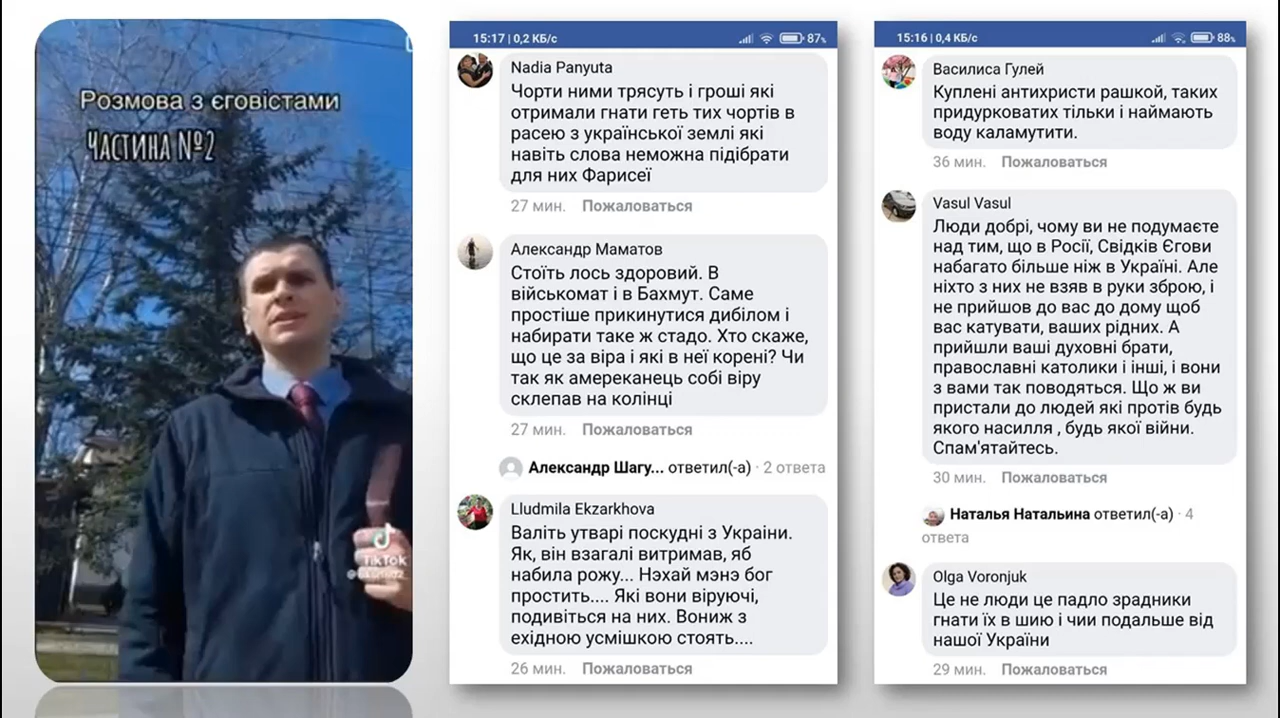 Розмова з єговістами
Частина №2
TikTok
15:17 | 0,2 КБ/с
87%
Nadia Panyuta
Чорти ними трясуть і гроші які
отримали гнати геть тих чортів в
расею з української землі які
навіть слова неможна підібрати
для них Фарисеї
27 мин. Пожаловаться
Александр Маматов
Стоїть лось здоровий. В
військомат і в Бахмут. Саме
простіше прикинутися дибілом і
набирати таке ж стадо. Хто скаже,
що це за віра і які в неї корені? Чи
так як амереканець собі віру
склепав на колінці
27 мин. Пожаловаться
Александр Шагу... ответил(-а) · 2 ответа
Lludmila Ekzarkhova
Валіть утварі поскудні з Украіни.
Як, він взагалі витримав, яб
набила рожу... Нэхай мэнэ бог
простить.... Які вони віруючі,
подивіться на них. Вониж з
ехідною усмішкою стоять....
26 мин. Пожаловаться
15:16 | 0,4 КБ/с
88%
Василиса Гулей
Куплені антихристи рашкой, таких
придурковатих тільки і наймають
воду каламутити.
36 мин. Пожаловаться
Vasul Vasul
Люди добрі, чому ви не подумаєте
над тим, що в Росії, Свідків Єгови
набагато більше ніж в Україні. Але
ніхто з них не взяв в руки зброю, і
не прийшов до вас до дому щоб
вас катувати, ваших рідних. А
прийшли ваші духовні брати,
православні католики і інші, і вони
з вами так поводяться. Що ж ви
пристали до людей які протів будь
якого насилля , будь якої війни.
Спам'ятайтесь.
30 мин. Пожаловаться
Наталья Натальина ответил(-а) · 4
ответа
Olga Voronjuk
Це не люди це падло зрадники
гнати їх в шию і чии подальше від
нашої України
29 мин. Пожаловаться